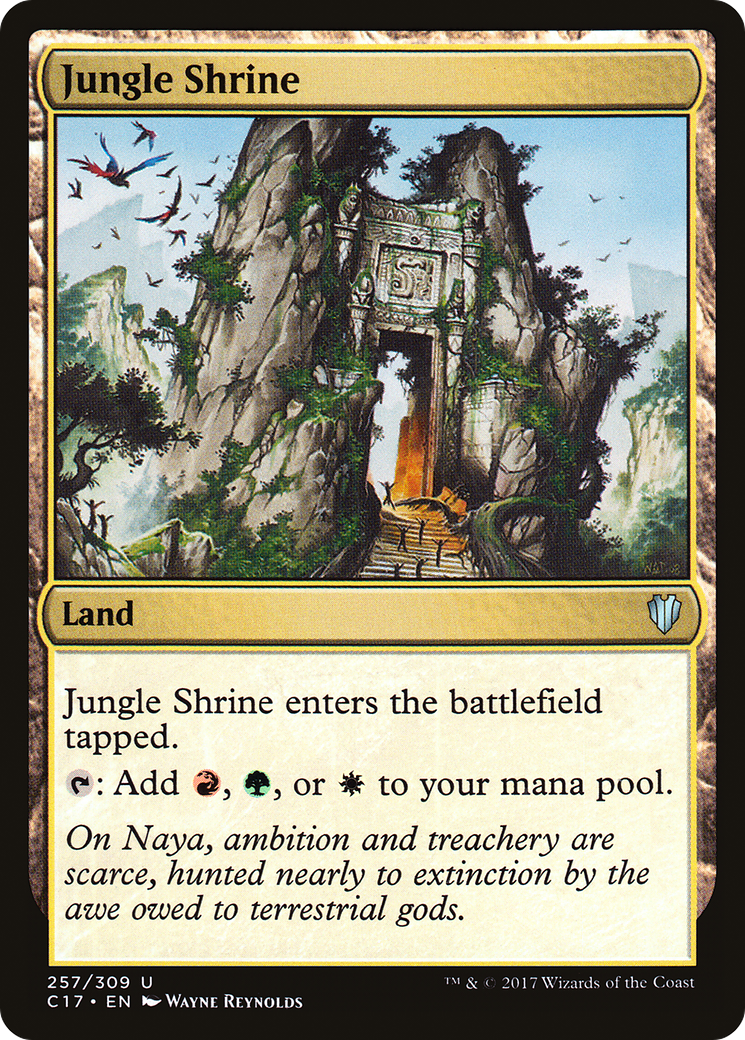 Jungle Shrine
Land
Jungle Shrine enters the battlefield
tapped.
: Add , , or to your mana pool.
On Naya, ambition and treachery are
scarce, hunted nearly to extinction by the
awe owed to terrestrial gods.
257/309 U
C17 • EN Wayne Reynolds
™ & © 2017 Wizards of the Coast